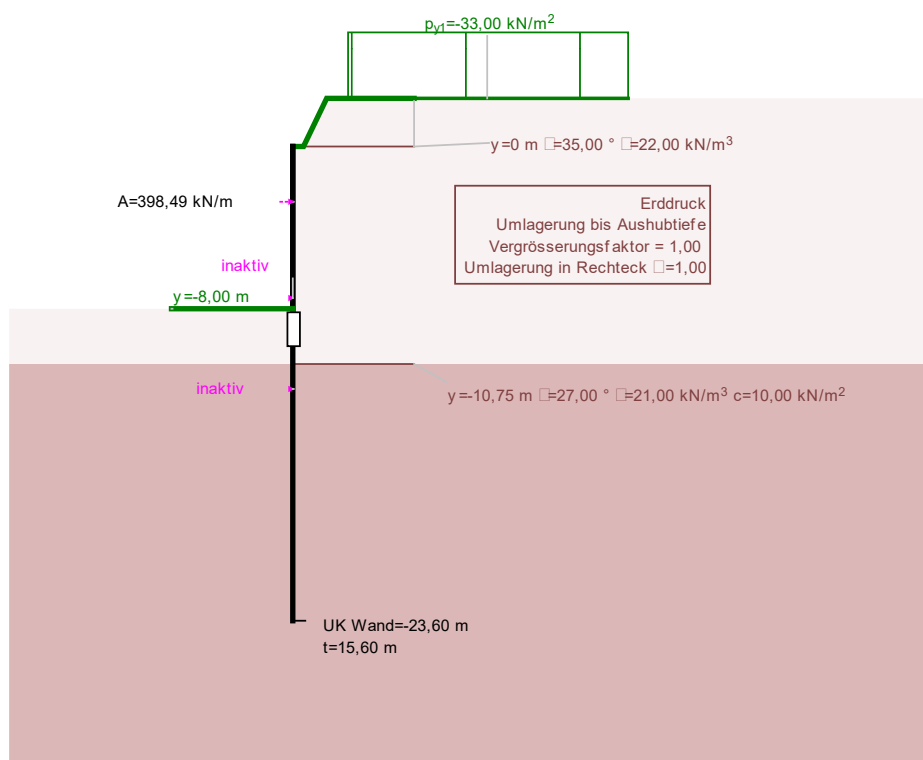 py1=-33,00 kN/m²
y=0 m □=35,00 ° □=22,00 kN/m³
A=398,49 kN/m
Erddruck
Umlagerung bis Aushubtiefe
Vergrösserungsfaktor = 1,00
Umlagerung in Rechteck □=1,00
inaktiv
y=-8,00 m
inaktiv
y=-10,75 m □=27,00 ° □=21,00 kN/m³ c=10,00 kN/m²
UK Wand=-23,60 m
t=15,60 m